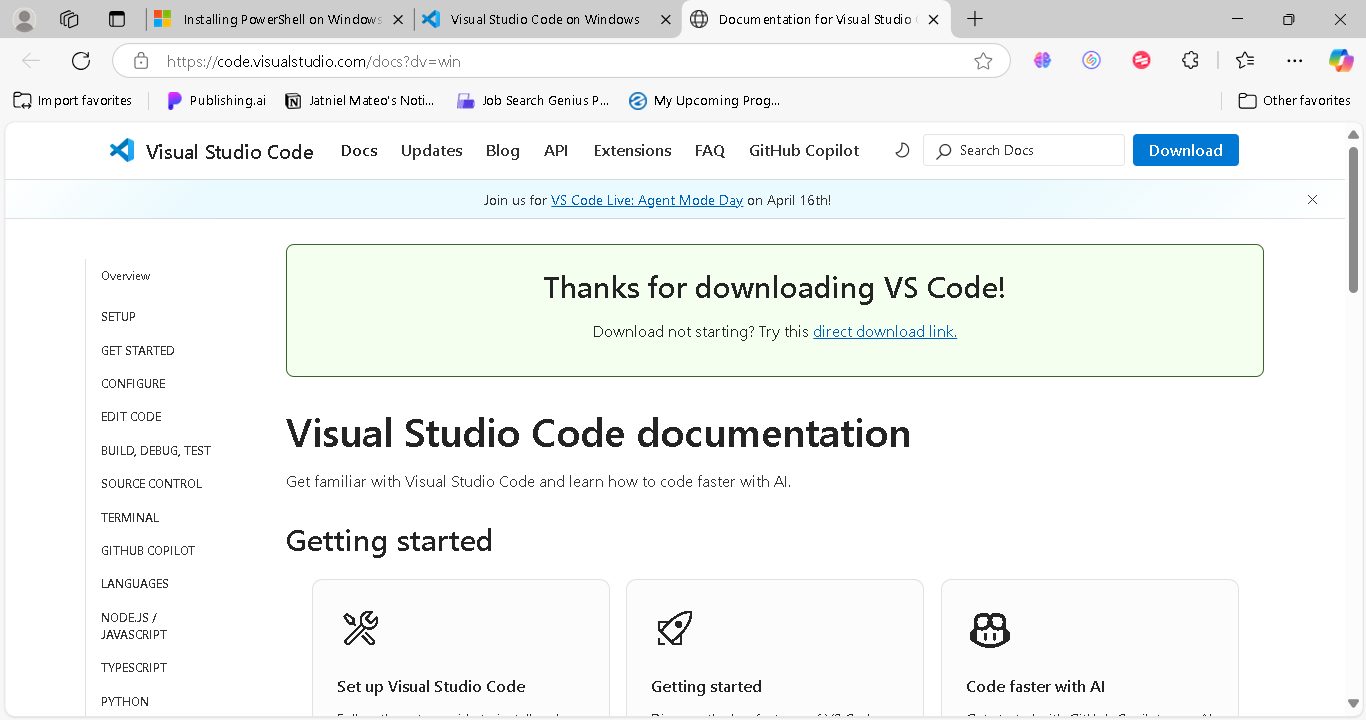 Installing PowerShell on Windows
Visual Studio Code on Windows
Documentation for Visual Studio
https://code.visualstudio.com/docs?dv=win
Import favorites
Publishing.ai
Jatniel Mateo's Noti...
Job Search Genius P...
My Upcoming Prog...
Other favorites
Visual Studio Code
Docs
Updates
Blog
API
Extensions
FAQ
GitHub Copilot
Search Docs
Download
Join us for VS Code Live: Agent Mode Day on April 16th!
Overview
SETUP
GET STARTED
CONFIGURE
EDIT CODE
BUILD, DEBUG, TEST
SOURCE CONTROL
TERMINAL
GITHUB COPILOT
LANGUAGES
NODE.JS /
JAVASCRIPT
TYPESCRIPT
PYTHON
Thanks for downloading VS Code!
Download not starting? Try this direct download link.
Visual Studio Code documentation
Get familiar with Visual Studio Code and learn how to code faster with AI.
Getting started
Set up Visual Studio Code
Getting started
Code faster with AI